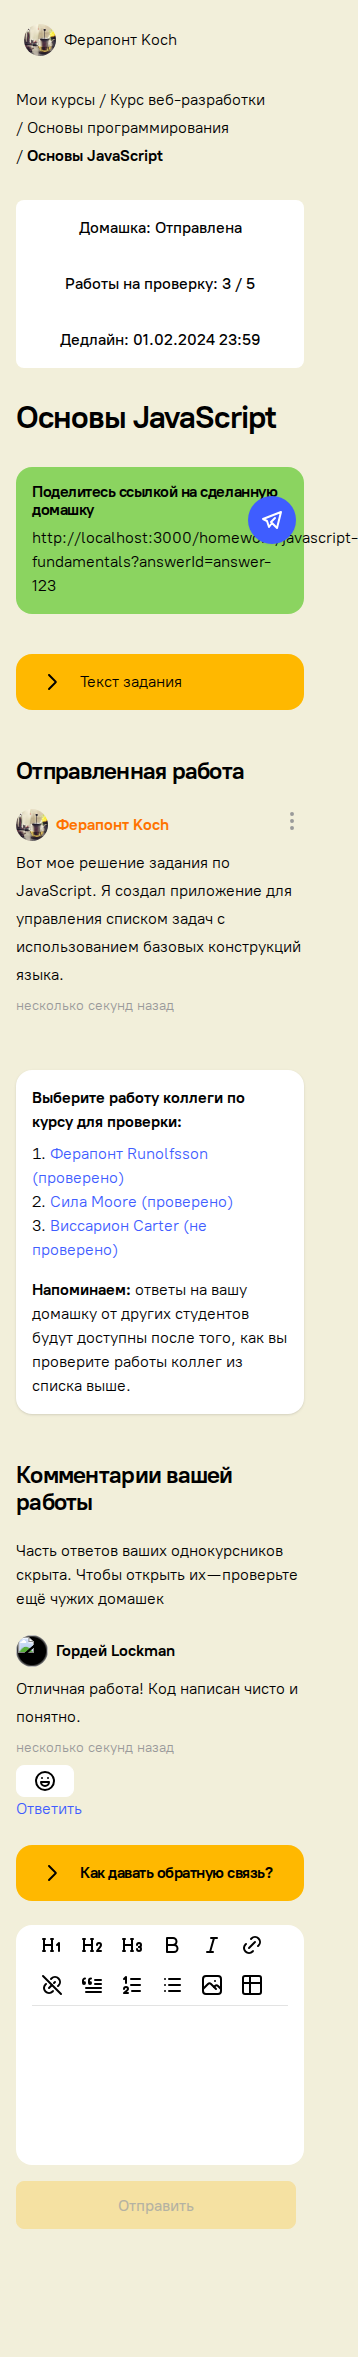 Ферапонт Koch
Мои курсы / Курс веб-разработки
/ Основы программирования
/ Основы JavaScript
Домашка: Отправлена
Работы на проверку: 3 / 5
Дедлайн: 01.02.2024 23:59
Основы JavaScript
Поделитесь ссылкой на сделанную
домашку
http://localhost:3000/homework/javascript-
fundamentals?answerId=answer-
123
Текст задания
Отправленная работа
Ферапонт Koch
Вот мое решение задания по
JavaScript. Я создал приложение для
управления списком задач с
использованием базовых конструкций
языка.
несколько секунд назад
Выберите работу коллеги по
курсу для проверки:
1. Ферапонт Runolfsson
(проверено)
2. Сила Moore (проверено)
3. Виссарион Carter (не
проверено)
Напоминаем: ответы на вашу
домашку от других студентов
будут доступны после того, как вы
проверите работы коллег из
списка выше.
Комментарии вашей
работы
Часть ответов ваших однокурсников
скрыта. Чтобы открыть их — проверьте
ещё чужих домашек
Гордей Lockman
Отличная работа! Код написан чисто и
понятно.
несколько секунд назад
Ответить
Как давать обратную связь?
H1 H2 H3 B I
Отправить